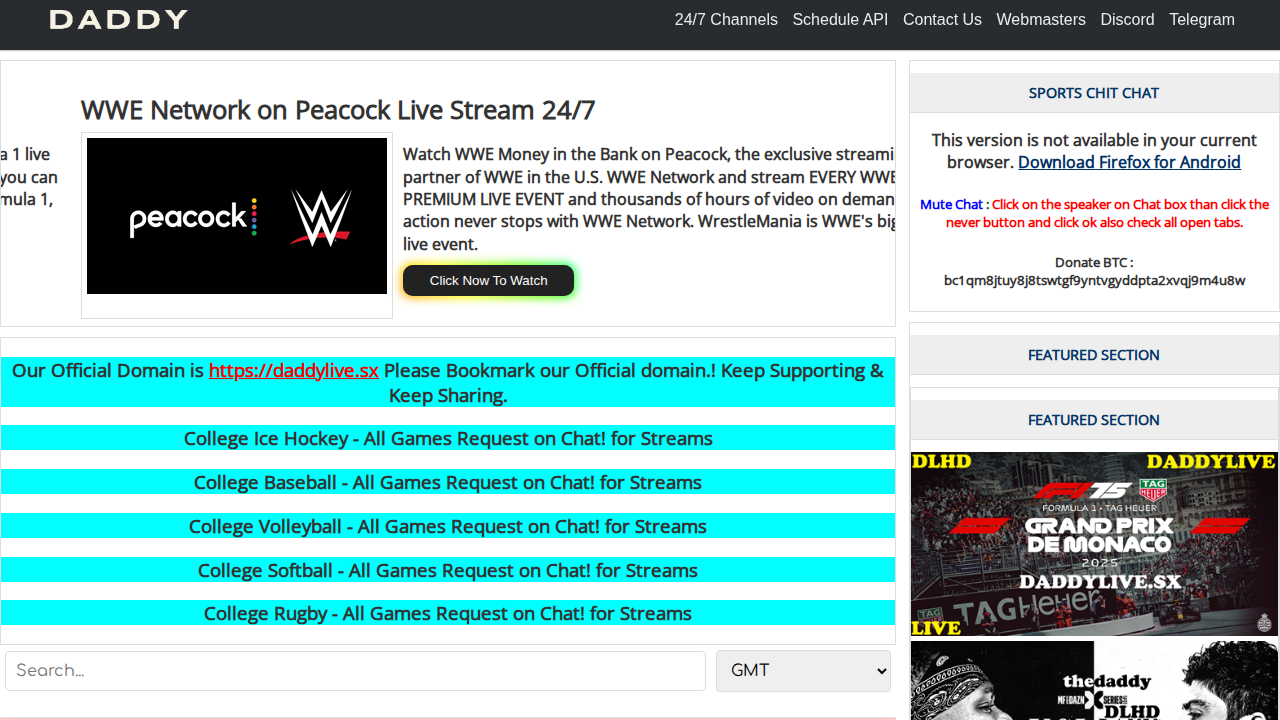 DADDY
24/7 Channels
Schedule API
Contact Us
Webmasters
Discord
Telegram
a 1 live
you can
mula 1,
WWE Network on Peacock Live Stream 24/7
peacock
W
Watch WWE Money in the Bank on Peacock, the exclusive streami
partner of WWE in the U.S. WWE Network and stream EVERY WWE
PREMIUM LIVE EVENT and thousands of hours of video on deman
action never stops with WWE Network. WrestleMania is WWE's big
live event.
Click Now To Watch
Our Official Domain is https://daddylive.sx Please Bookmark our Official domain.! Keep Supporting &
Keep Sharing.
College Ice Hockey - All Games Request on Chat! for Streams
College Baseball - All Games Request on Chat! for Streams
College Volleyball - All Games Request on Chat! for Streams
College Softball - All Games Request on Chat! for Streams
College Rugby - All Games Request on Chat! for Streams
Search...
GMT
SPORTS CHIT CHAT
This version is not available in your current
browser. Download Firefox for Android
Mute Chat : Click on the speaker on Chat box than click the
never button and click ok also check all open tabs.
Donate BTC :
bc1qm8jtuy8j8tswtgf9yntvgyddpta2xvqj9m4u8w
FEATURED SECTION
FEATURED SECTION
DLHD
DADDYLIVE
F1 75
TAG HEUER
FORMULA 1 · TAG HEUER
GRAND PRIX
DE MONACO
2025
DADDYLIVE.SX
TAGHeuer
LIVE
thedaddy
DLHD